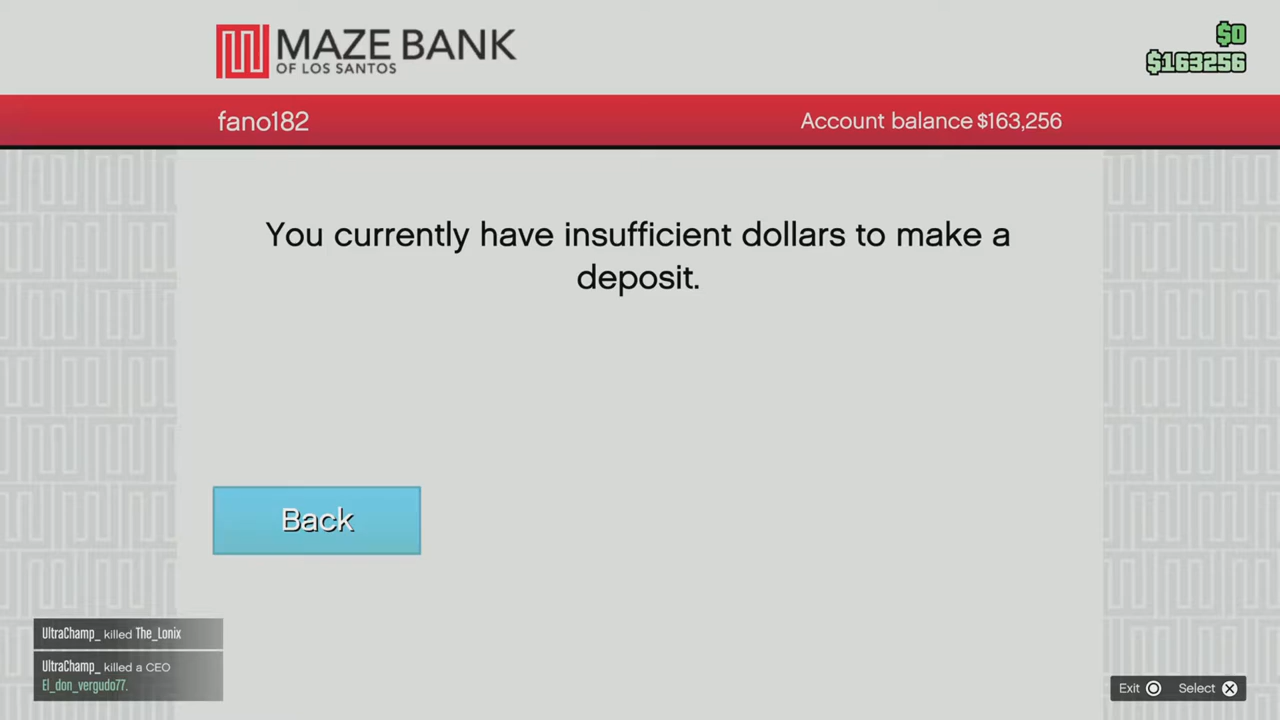 MAZE BANK
OF LOS SANTOS
$0
$163256
fano182
Account balance $163,256
You currently have insufficient dollars to make a
deposit.
Back
UltraChamp_ killed The_Lonix
UltraChamp_ killed a CEO
El_don_vergudo77.
Exit
Select